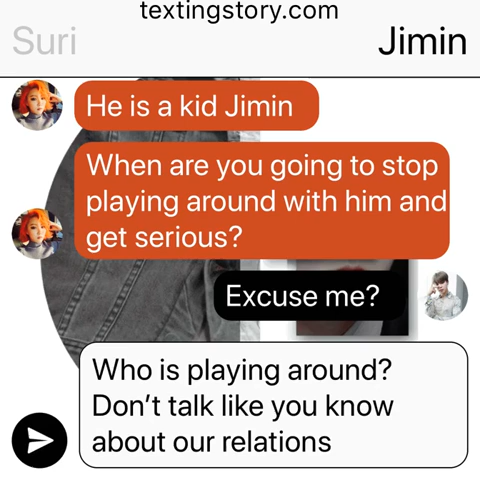 textingstory.com
Suri
Jimin
He is a kid Jimin
When are you going to stop
playing around with him and
get serious?
Excuse me?
Who is playing around?
Don't talk like you know
about our relations